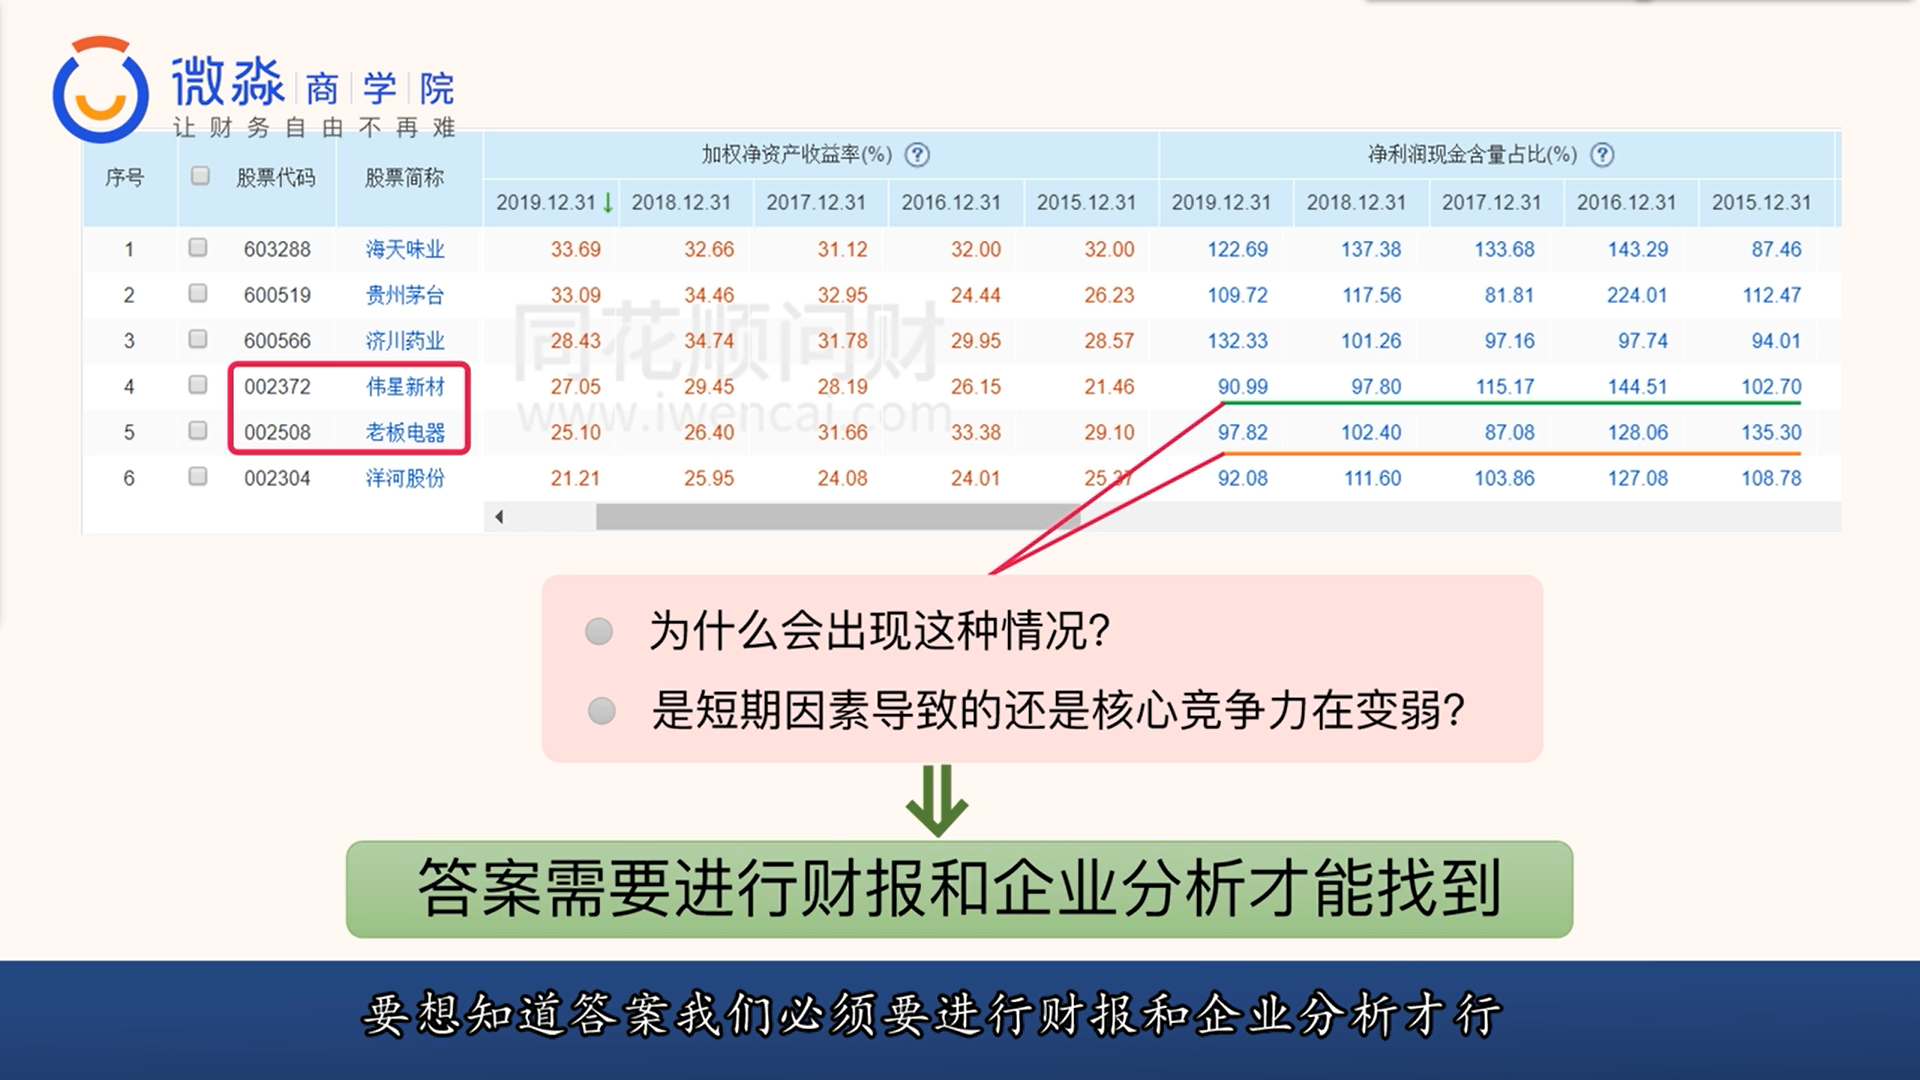 微淼 商 学 院
让财务自由不再难
序号 股票代码 股票简称 加权净资产收益率(%) ? 净利润现金含量占比(%) ?
2019.12.31 2018.12.31 2017.12.31 2016.12.31 2015.12.31 2019.12.31 2018.12.31 2017.12.31 2016.12.31 2015.12.31
1 603288 海天味业 33.69 32.66 31.12 32.00 32.00 122.69 137.38 133.68 143.29 87.46
2 600519 贵州茅台 33.09 34.46 32.95 24.44 26.23 109.72 117.56 81.81 224.01 112.47
3 600566 济川药业 28.43 34.74 31.78 29.95 28.57 132.33 101.26 97.16 97.74 94.01
4 002372 伟星新材 27.05 29.45 28.19 26.15 21.46 90.99 97.80 115.17 144.51 102.70
5 002508 老板电器 25.10 26.40 31.66 33.38 29.10 97.82 102.40 87.08 128.06 135.30
6 002304 洋河股份 21.21 25.95 24.08 24.01 25.37 92.08 111.60 103.86 127.08 108.78
同花顺问财
www.iwencai.com
为什么会出现这种情况?
是短期因素导致的还是核心竞争力在变弱?
答案需要进行财报和企业分析才能找到
要想知道答案我们必须要进行财报和企业分析才行